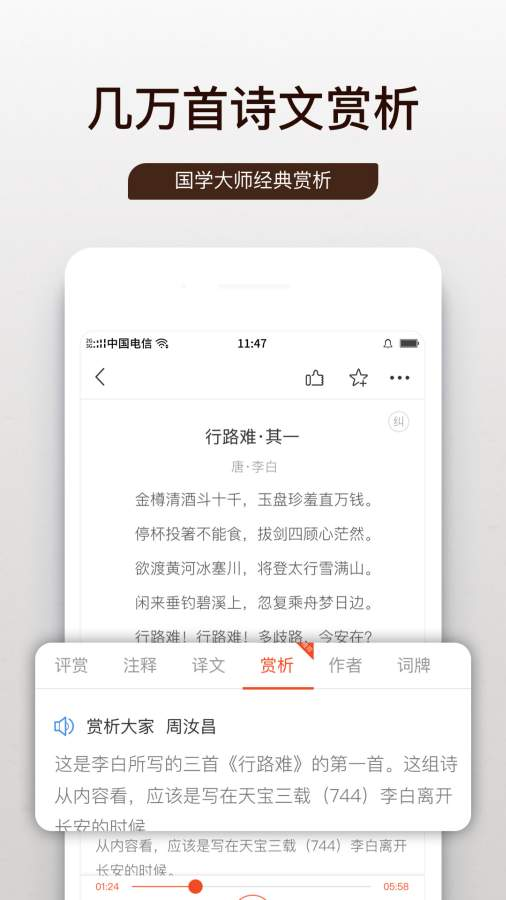 几万首诗文赏析
国学大师经典赏析
中国电信 11:47
纠
行路难·其一
唐·李白
金樽清酒斗十千，玉盘珍羞直万钱。
停杯投箸不能食，拔剑四顾心茫然。
欲渡黄河冰塞川，将登太行雪满山。
闲来垂钓碧溪上，忽复乘舟梦日边。
行路难！行路难！多歧路，今安在？
评赏 注释 译文 赏析 作者 词牌
赏析大家 周汝昌
这是李白所写的三首《行路难》的第一首。这组诗
从内容看，应该是写在天宝三载（744）李白离开
长安的时候
从内容看，应该是写在天宝三载（744）李白离开
长安的时候。
01:24 05:58